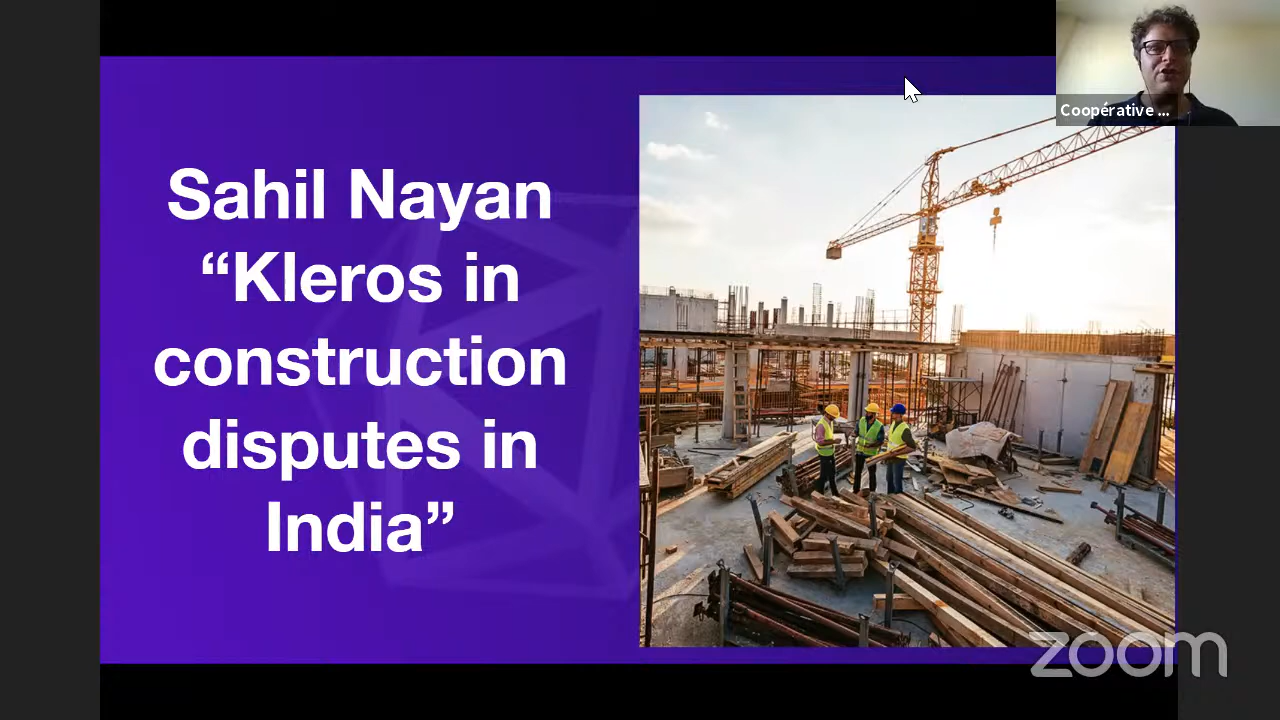 Coopérative ...
Sahil Nayan
“Kleros in
construction
disputes in
India”
zoom